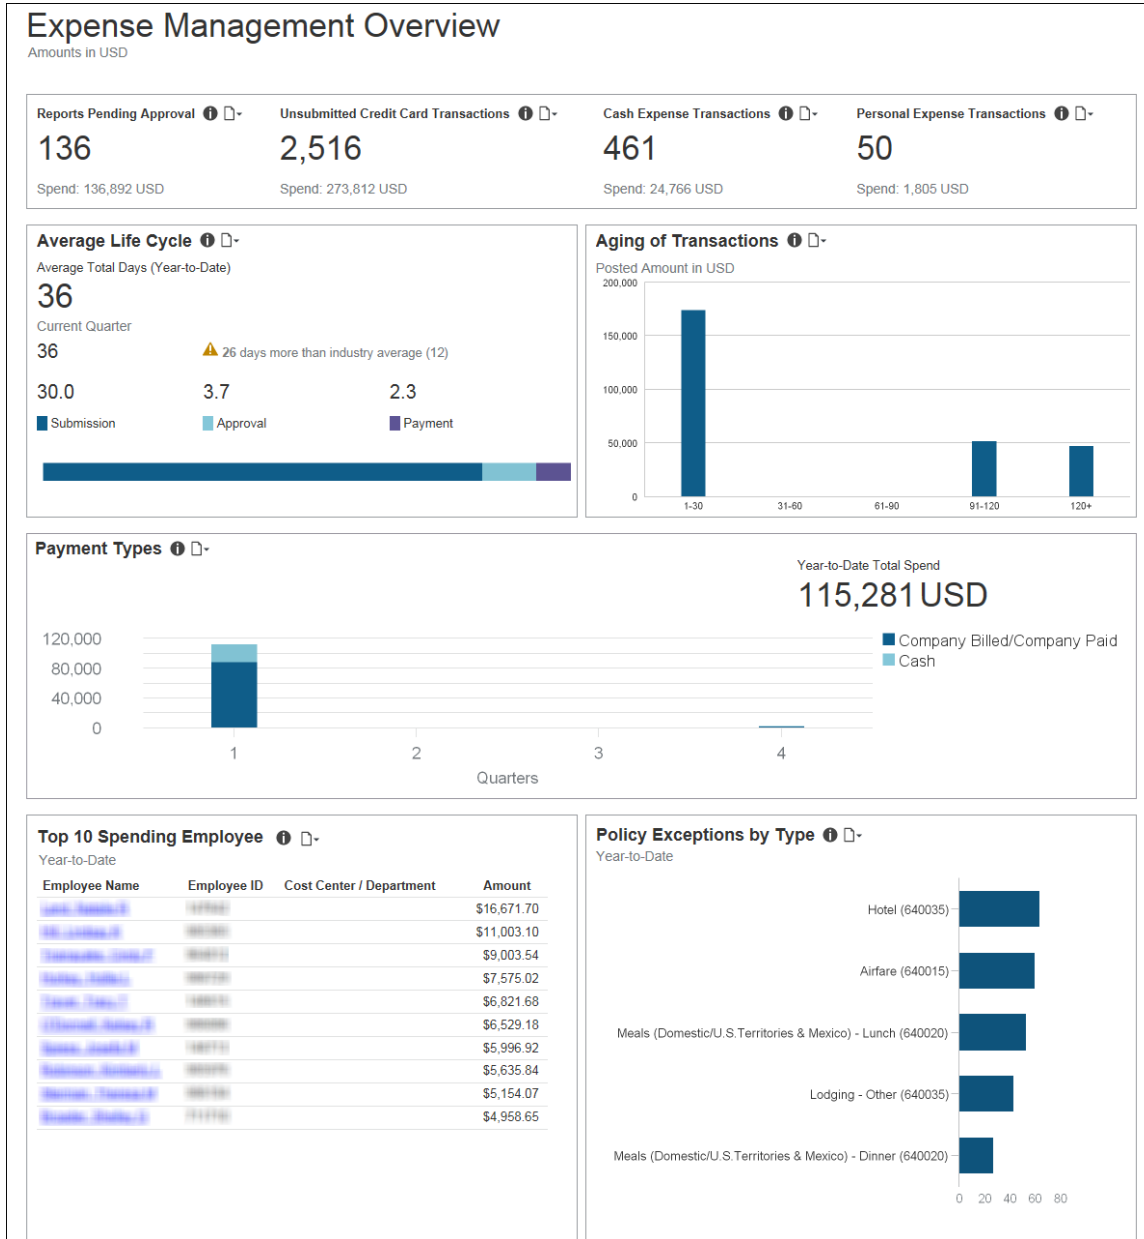 Expense Management Overview
Amounts in USD
Reports Pending Approval
136
Spend: 136,892 USD
Unsubmitted Credit Card Transactions
2,516
Spend: 273,812 USD
Cash Expense Transactions
461
Spend: 24,766 USD
Personal Expense Transactions
50
Spend: 1,805 USD
Average Life Cycle
Average Total Days (Year-to-Date)
36
Current Quarter
36
26 days more than industry average (12)
30.0 3.7 2.3
Submission Approval Payment
Aging of Transactions
Posted Amount in USD
200,000
150,000
100,000
50,000
0
1-30 31-60 61-90 91-120 120+
Payment Types
Year-to-Date Total Spend
115,281 USD
120,000
80,000
40,000
0
1 2 3 4
Quarters
Company Billed/Company Paid
Cash
Top 10 Spending Employee
Year-to-Date
Employee Name Employee ID Cost Center / Department Amount
$16,671.70
$11,003.10
$9,003.54
$7,575.02
$6,821.68
$6,529.18
$5,996.92
$5,635.84
$5,154.07
$4,958.65
Policy Exceptions by Type
Year-to-Date
Hotel (640035)
Airfare (640015)
Meals (Domestic/U.S.Territories & Mexico) - Lunch (640020)
Lodging - Other (640035)
Meals (Domestic/U.S.Territories & Mexico) - Dinner (640020)
0 20 40 60 80